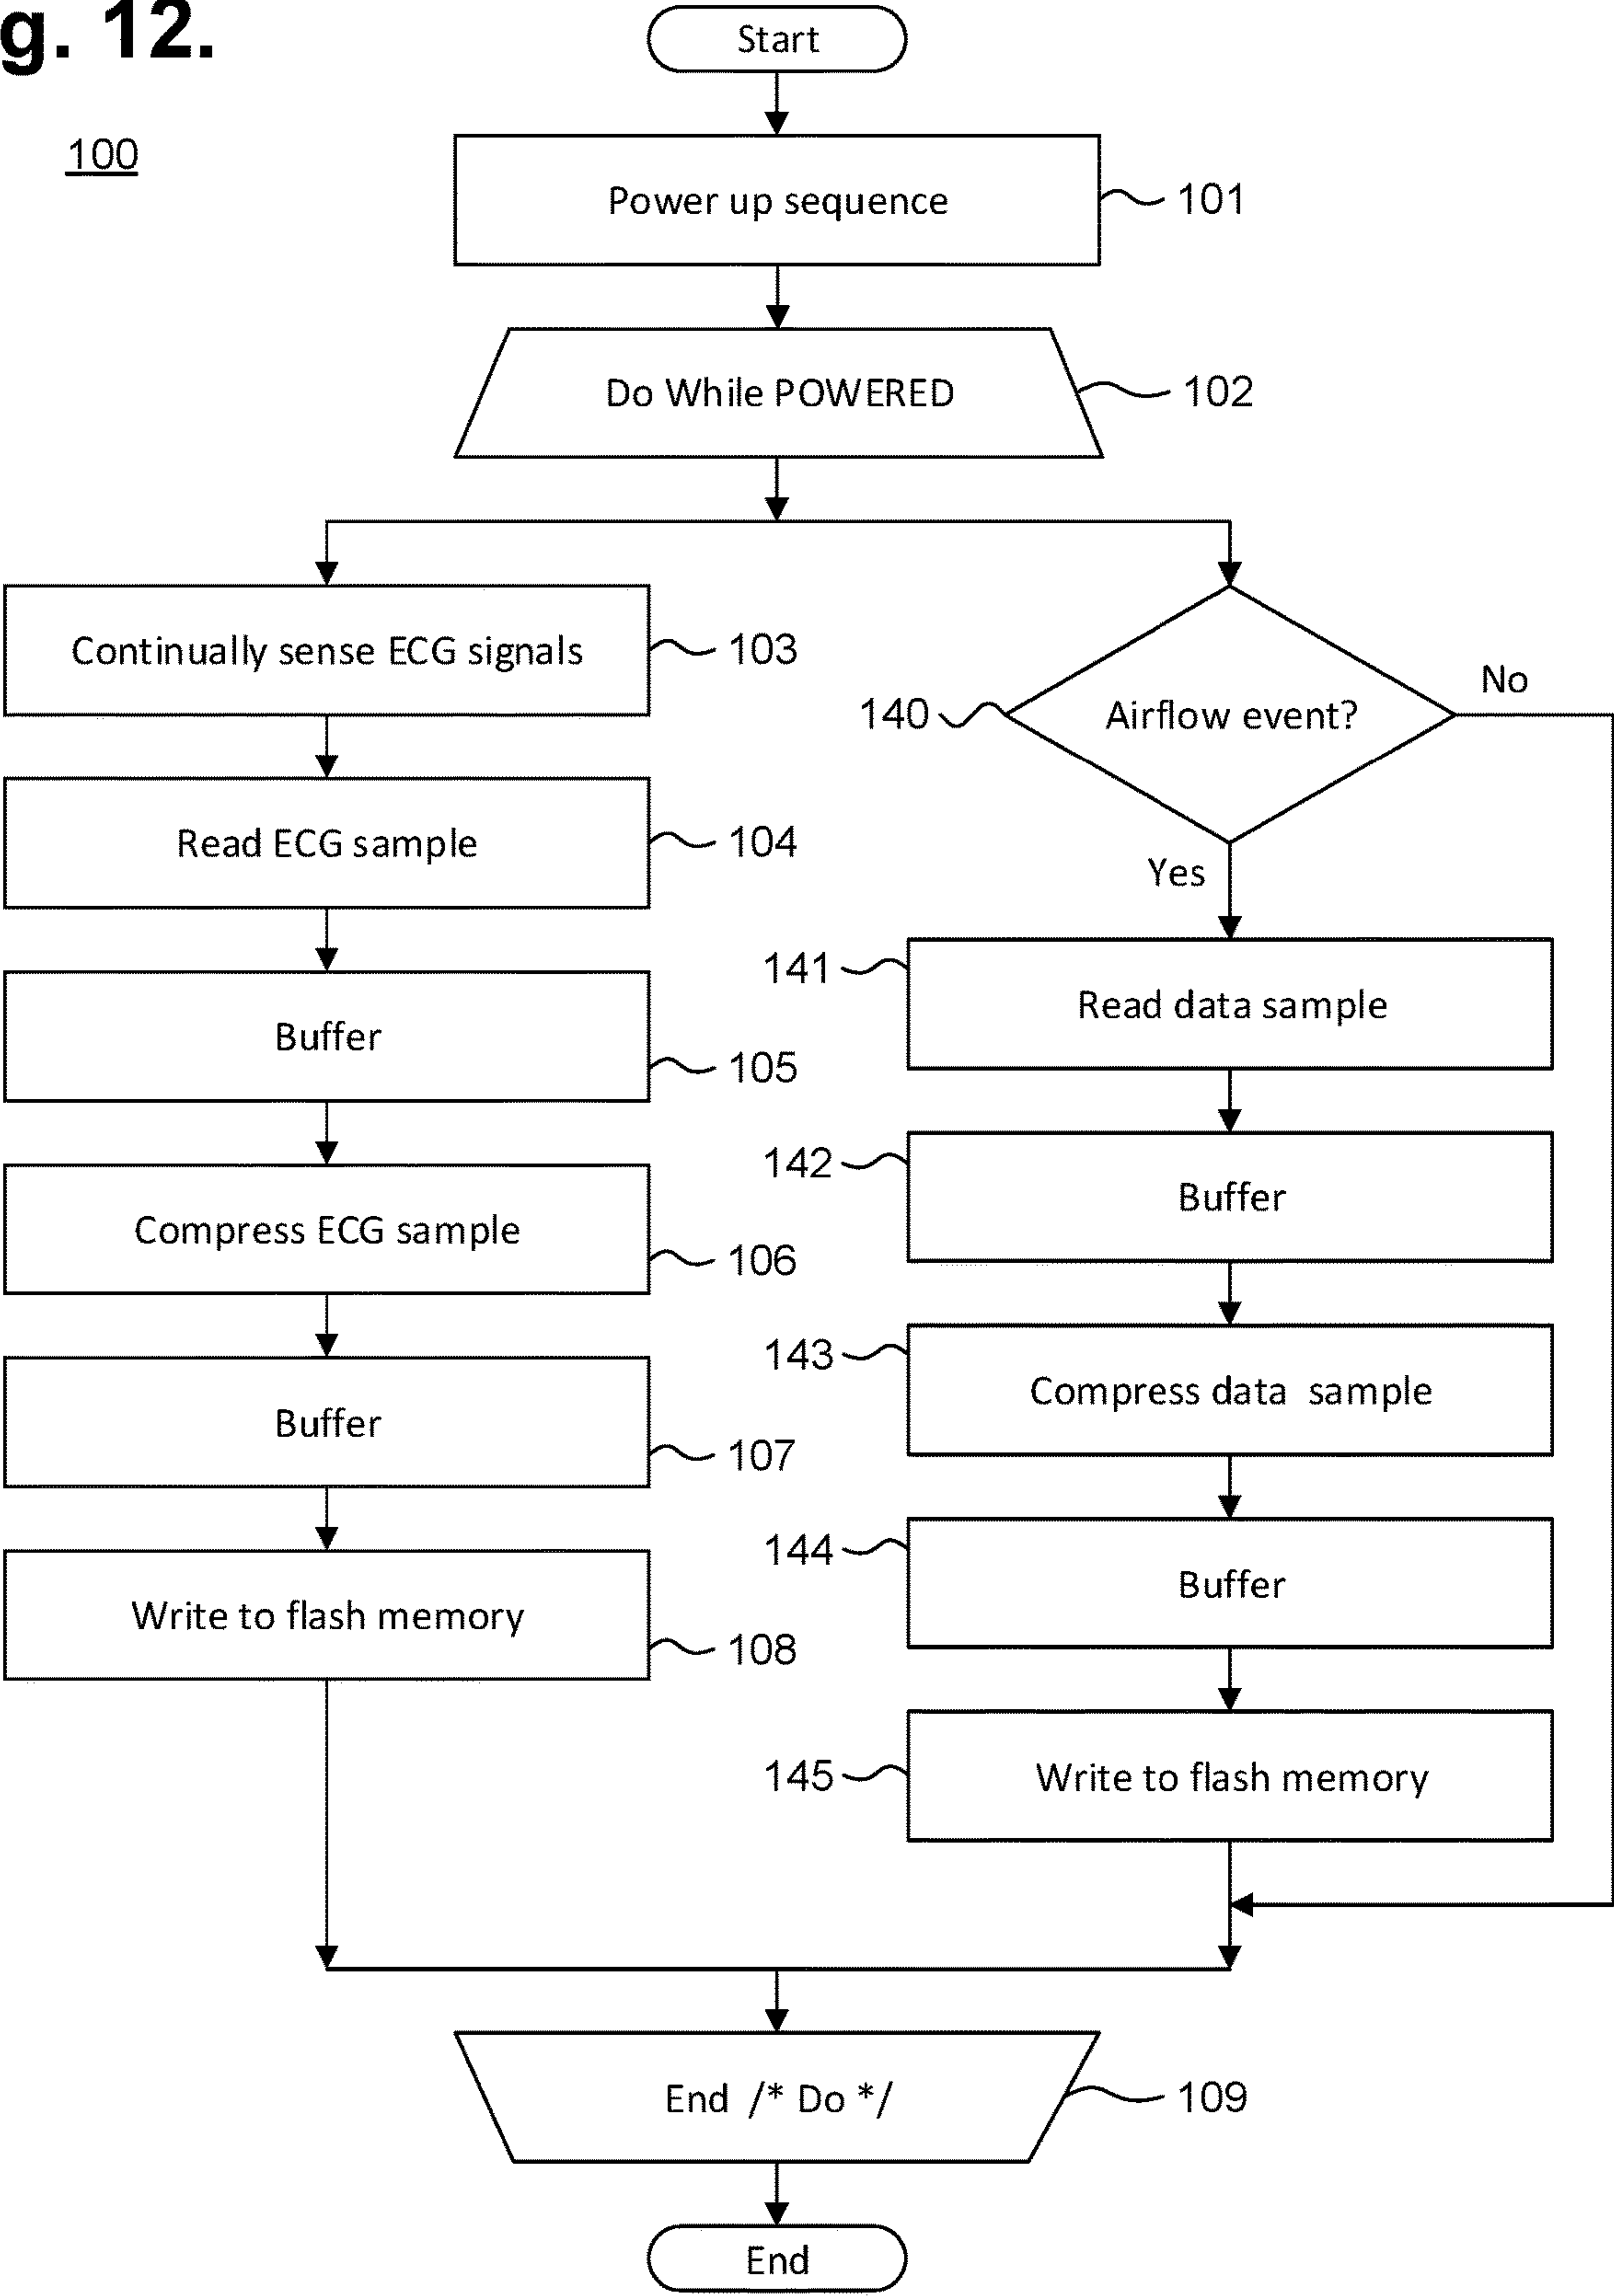 g. 12.
100
Start
Power up sequence
101
Do While POWERED
102
Continually sense ECG signals
103
Read ECG sample
104
Buffer
105
Compress ECG sample
106
Buffer
107
Write to flash memory
108
140
Airflow event?
No
Yes
141
Read data sample
142
Buffer
143
Compress data sample
144
Buffer
145
Write to flash memory
End /* Do */
109
End